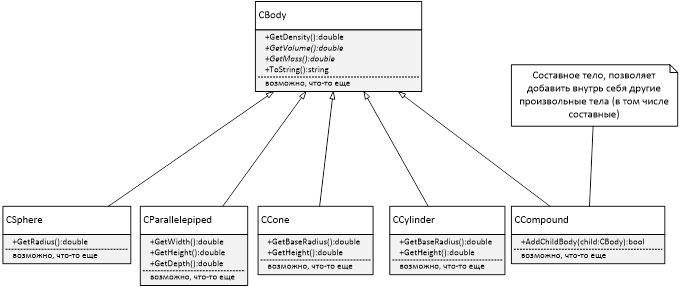 CBody
+GetDensity():double
+GetVolume():double
+GetMass():double
+ToString():string
возможно, что-то еще
Составное тело, позволяет
добавить внутрь себя другие
произвольные тела (в том числе
составные)
CSphere
+GetRadius():double
возможно, что-то еще
CParallelepiped
+GetWidth():double
+GetHeight():double
+GetDepth():double
возможно, что-то еще
CCone
+GetBaseRadius():double
+GetHeight():double
возможно, что-то еще
CCylinder
+GetBaseRadius():double
+GetHeight():double
возможно, что-то еще
CCompound
+AddChildBody(child:CBody):bool
возможно, что-то еще